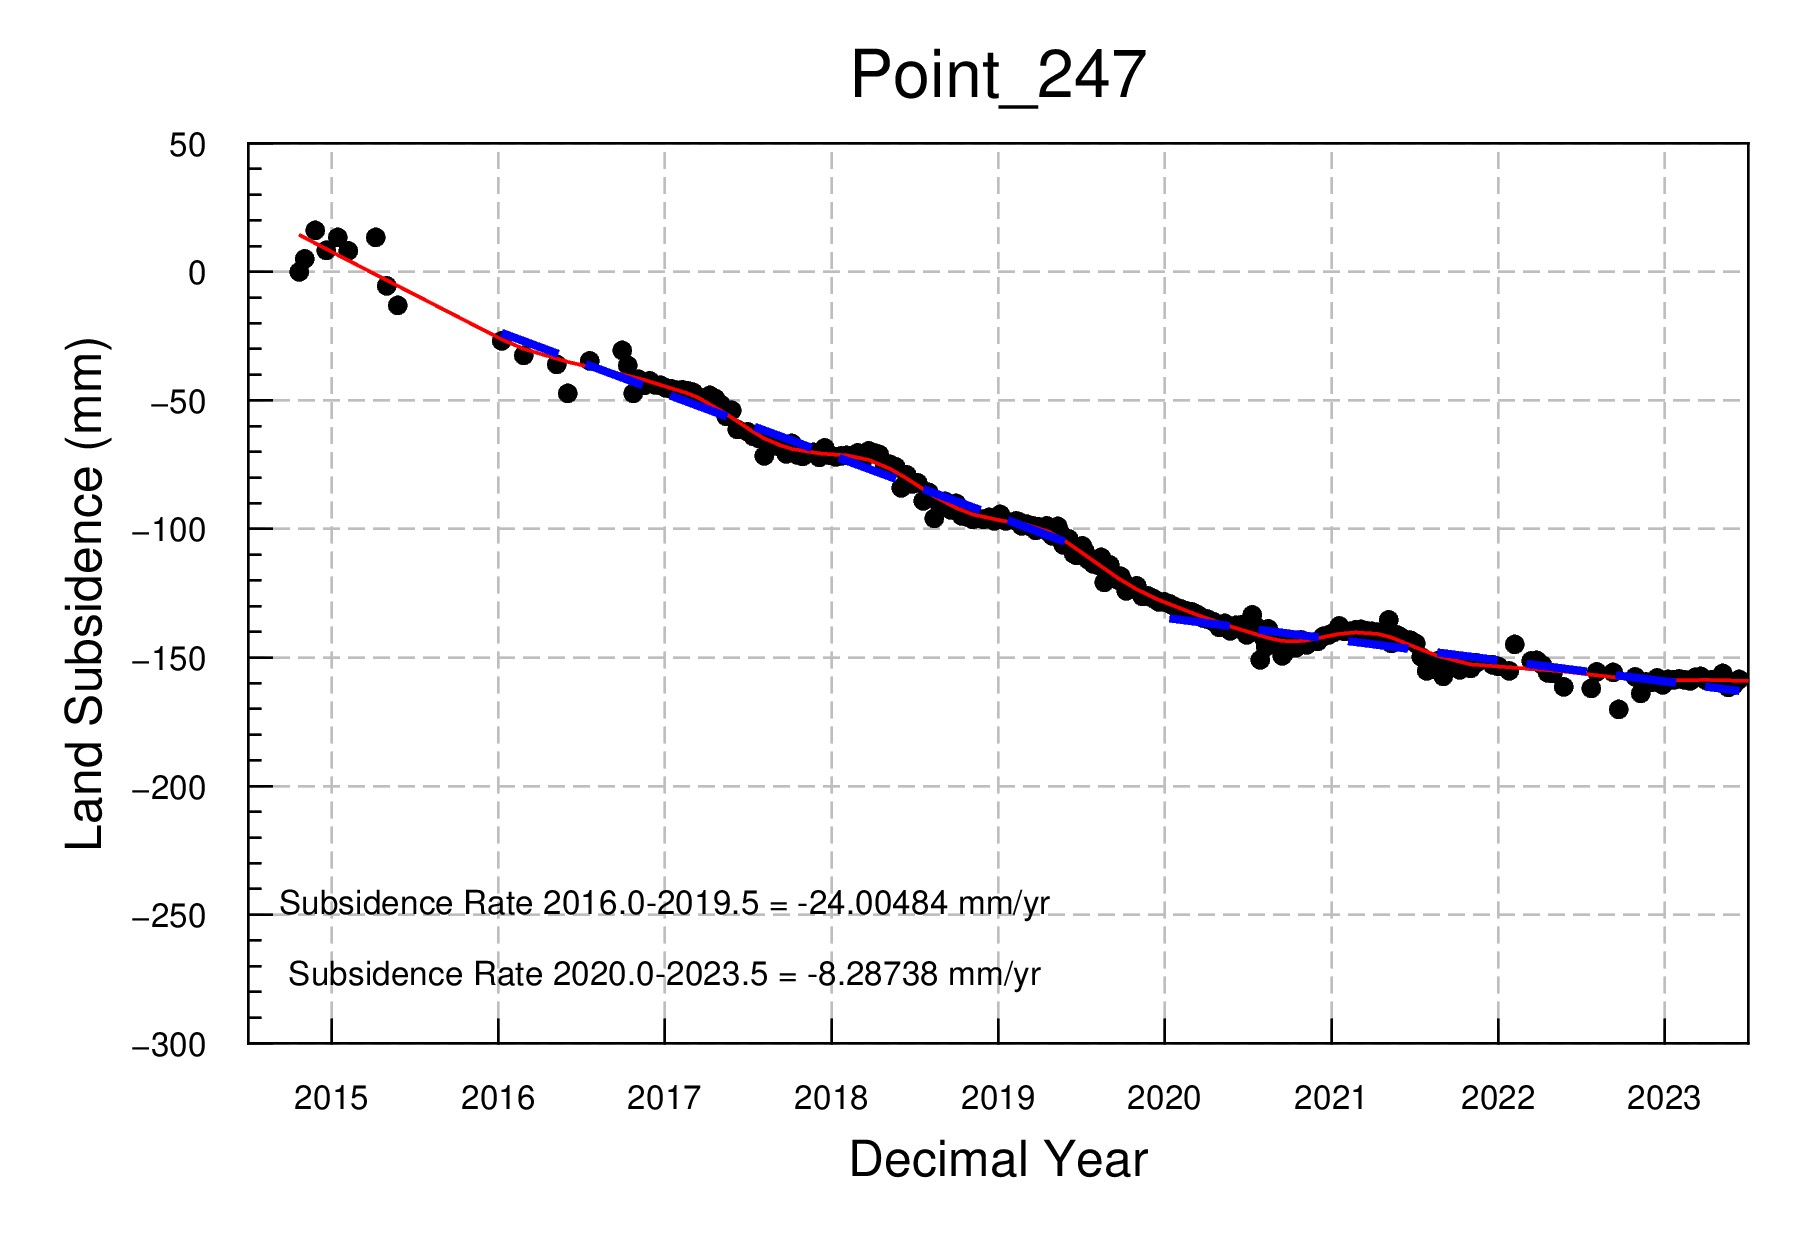 Point_247
50
0
−50
−100
−150
−200
−250
−300
Land Subsidence (mm)
Subsidence Rate 2016.0-2019.5 = -24.00484 mm/yr
Subsidence Rate 2020.0-2023.5 = -8.28738 mm/yr
2015 2016 2017 2018 2019 2020 2021 2022 2023
Decimal Year